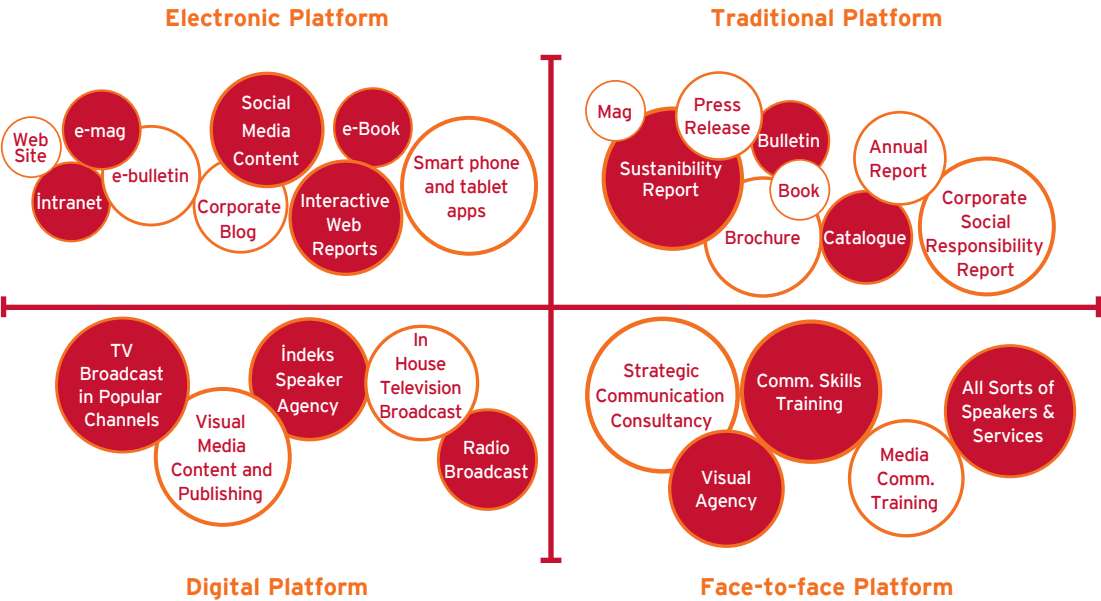 Electronic Platform
Web
Site
e-mag
İntranet
e-bulletin
Social
Media
Content
Corporate
Blog
e-Book
Interactive
Web
Reports
Smart phone
and tablet
apps
Traditional Platform
Mag
Sustanibility
Report
Press
Release
Bulletin
Book
Brochure
Catalogue
Annual
Report
Corporate
Social
Responsibility
Report
TV
Broadcast
in Popular
Channels
Visual
Media
Content and
Publishing
İndeks
Speaker
Agency
In
House
Television
Broadcast
Radio
Broadcast
Digital Platform
Strategic
Communication
Consultancy
Visual
Agency
Comm. Skills
Training
Media
Comm.
Training
All Sorts of
Speakers &
Services
Face-to-face Platform